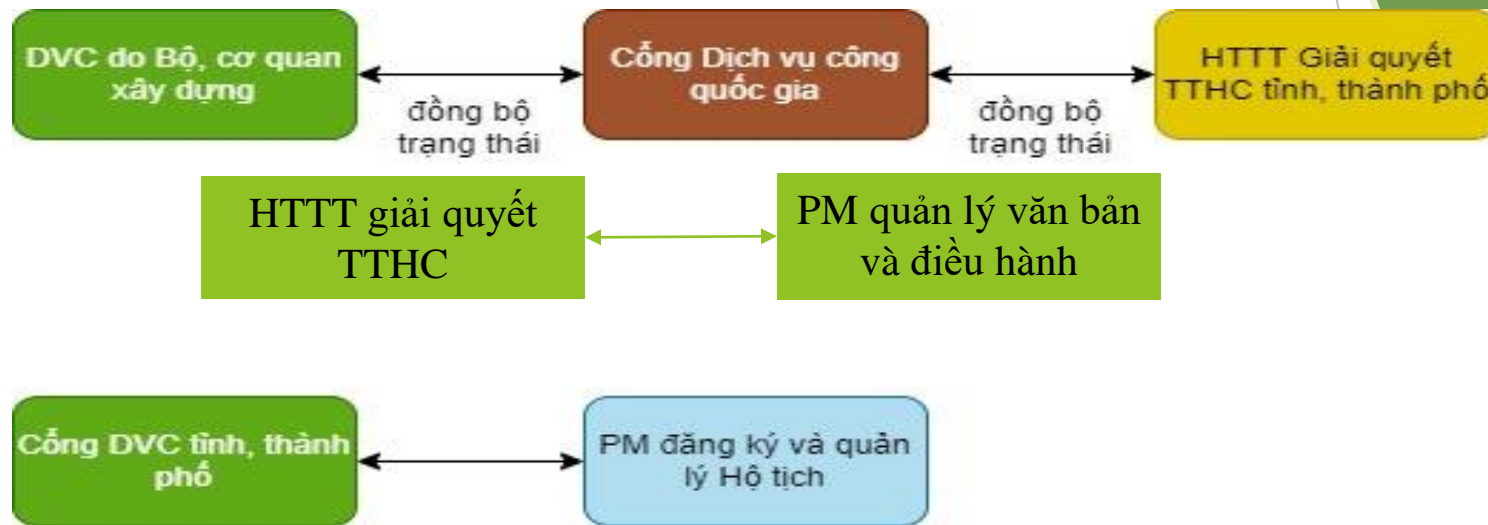 DVC do Bộ, cơ quan
xây dựng
đồng bộ
trạng thái
Cổng Dịch vụ công
quốc gia
đồng bộ
trạng thái
HTTT Giải quyết
TTHC tỉnh, thành phố
HTTT giải quyết
TTHC
PM quản lý văn bản
và điều hành
Cổng DVC tỉnh, thành
phố
PM đăng ký và quản
lý Hộ tịch